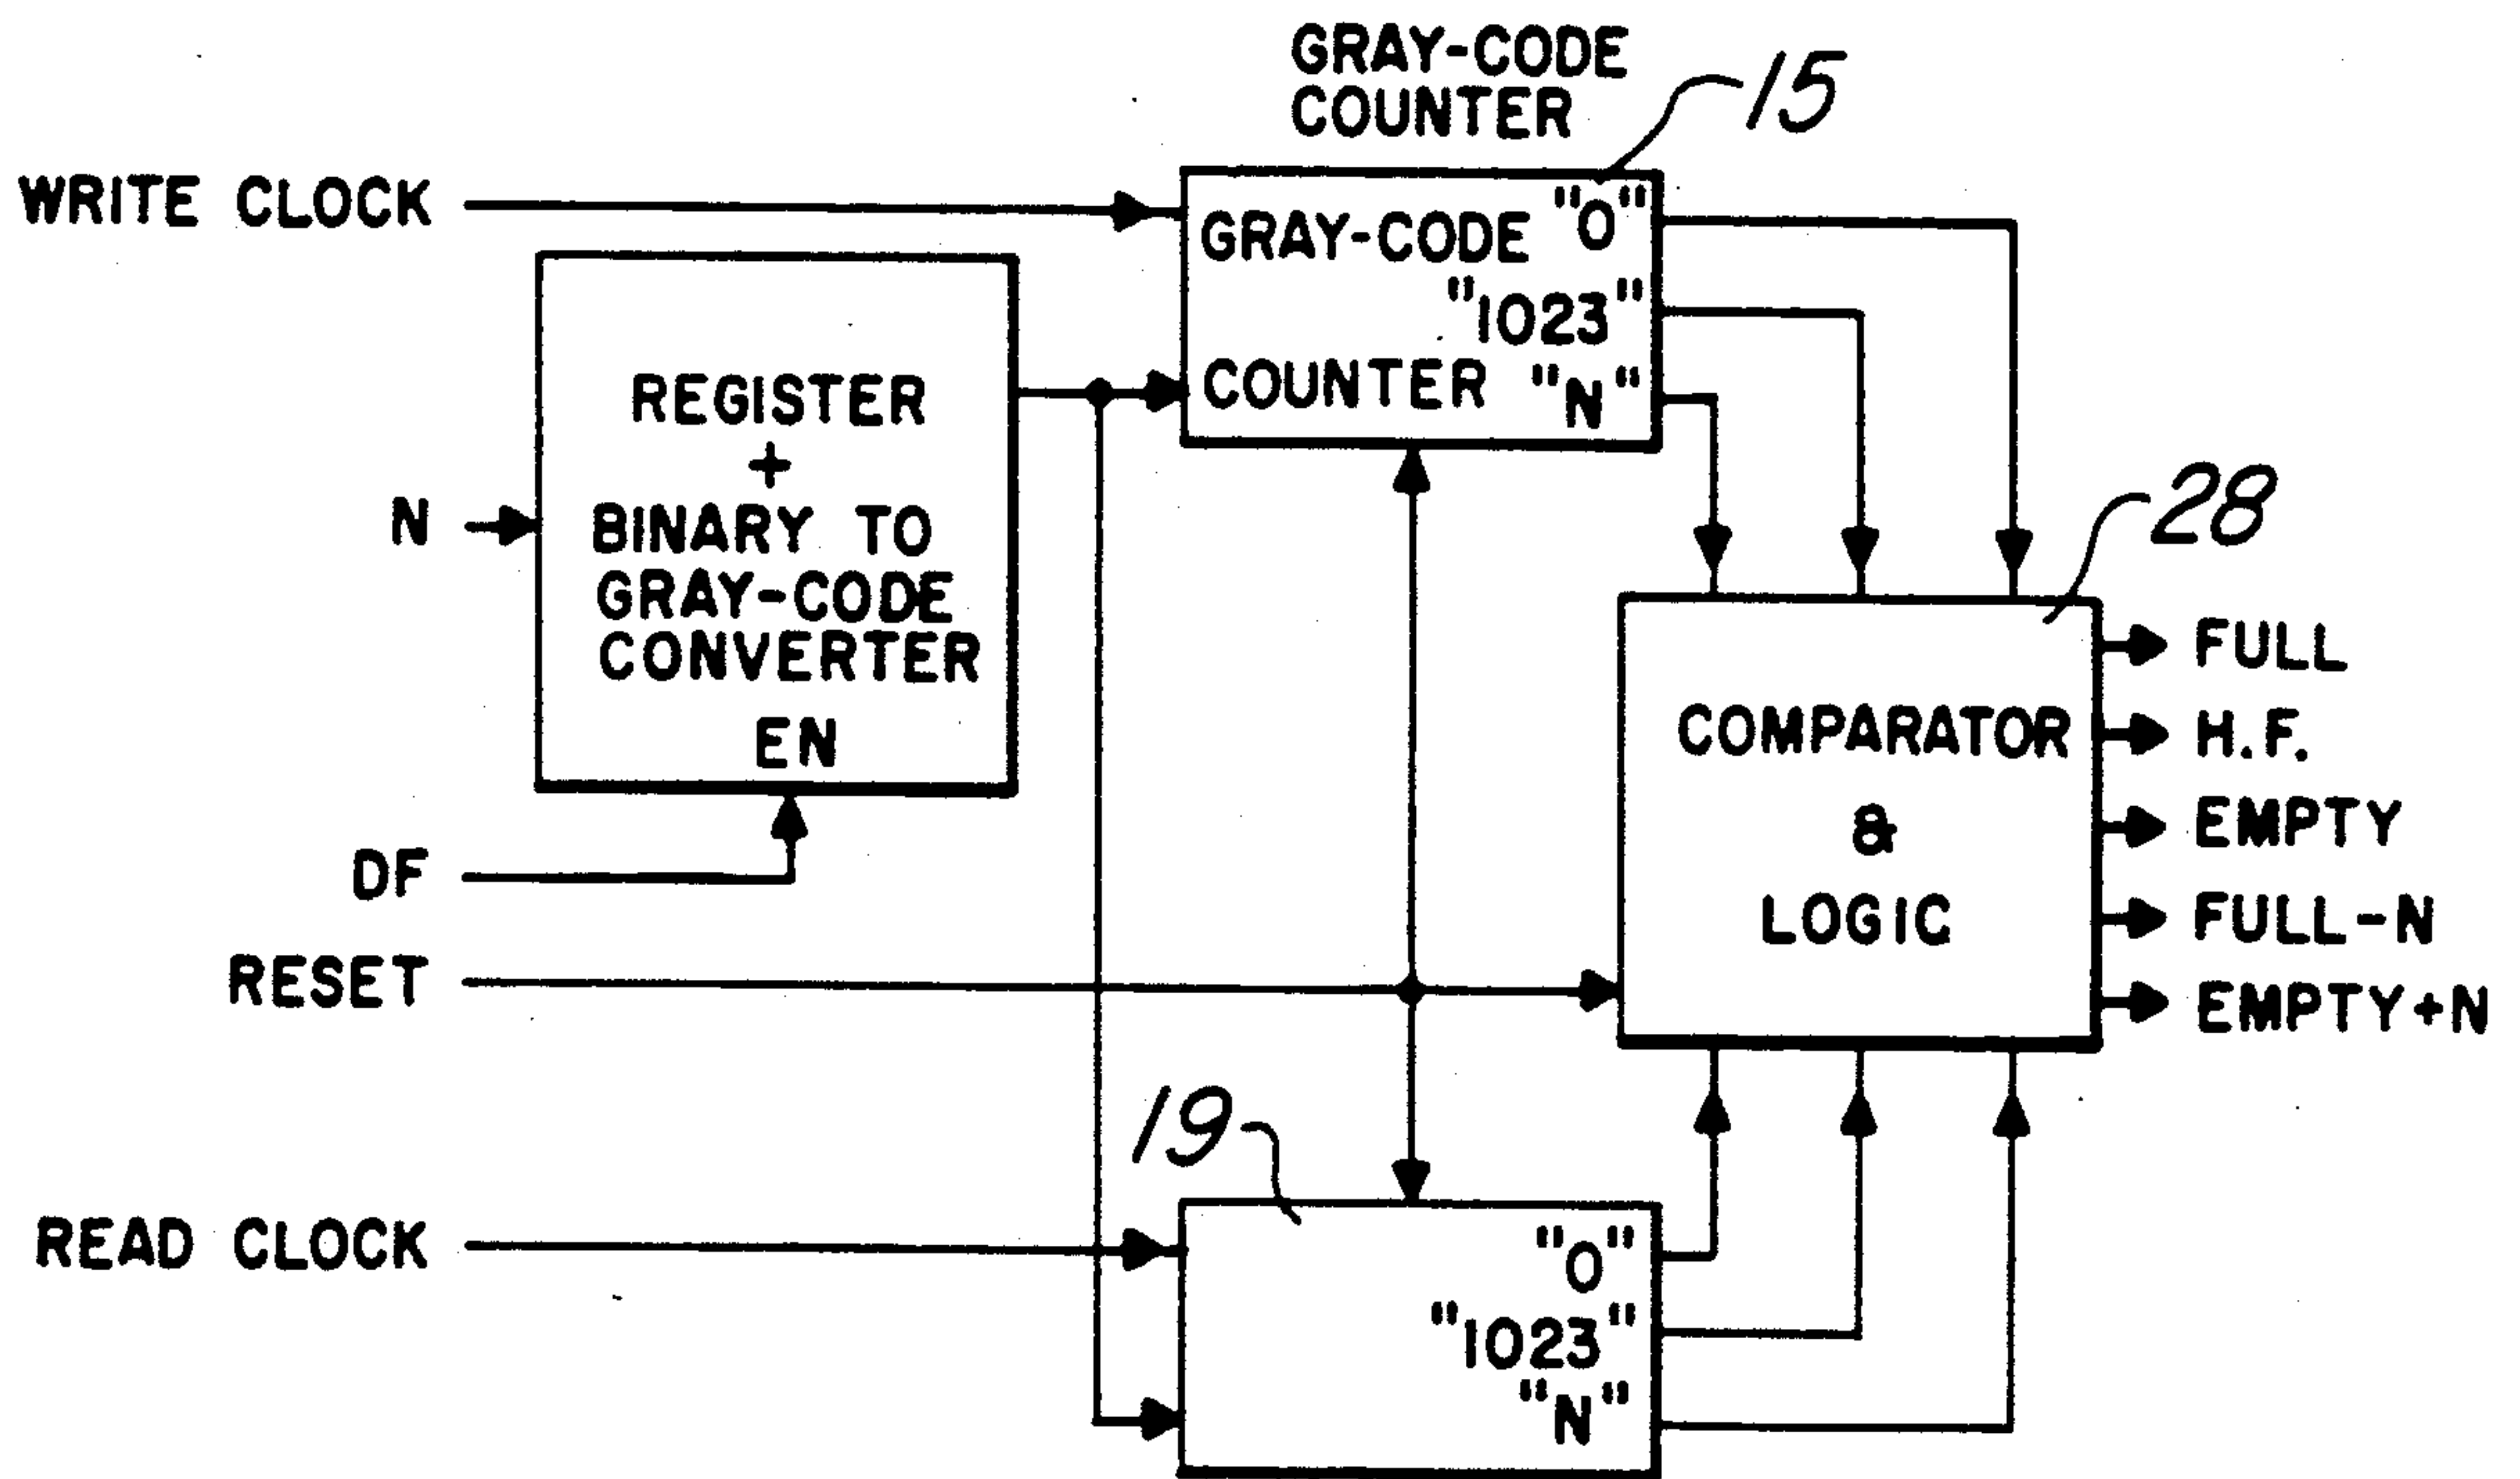 GRAY-CODE
COUNTER
15
WRITE CLOCK
GRAY-CODE "0"
"1023"
COUNTER "N"
N
REGISTER
+
BINARY TO
GRAY-CODE
CONVERTER
EN
DF
RESET
28
COMPARATOR
&
LOGIC
FULL
H.F.
EMPTY
FULL-N
EMPTY+N
19
READ CLOCK
"0"
"1023"
"N"